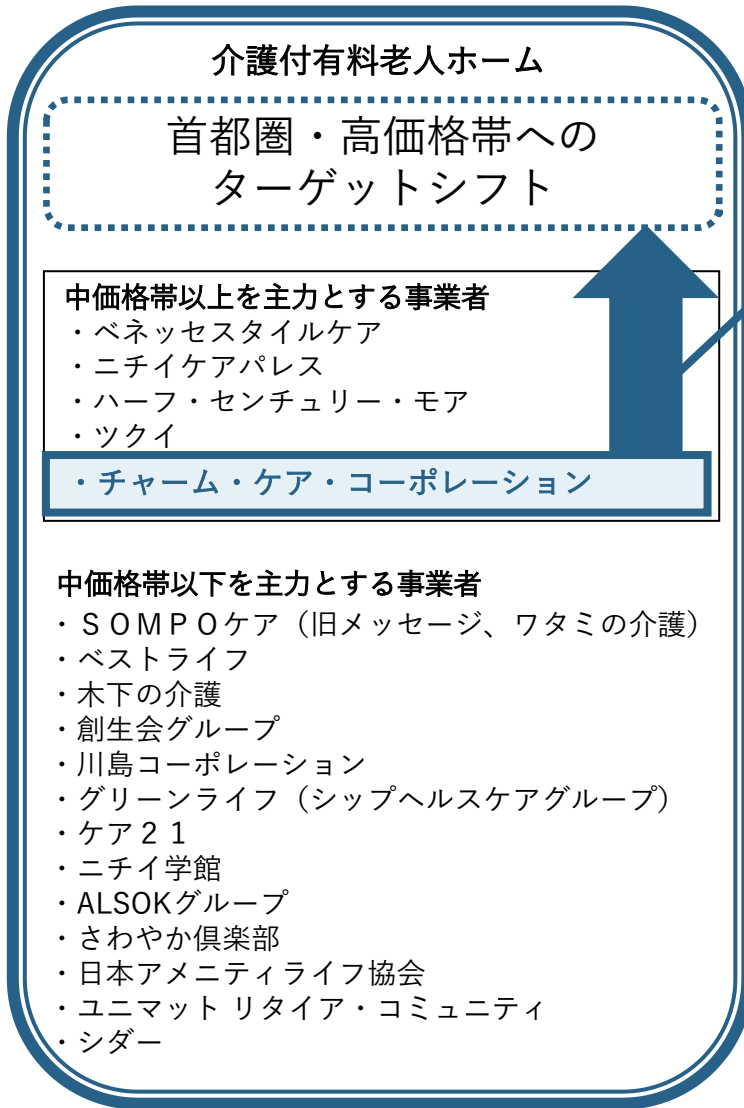 介護付有料老人ホーム
首都圏・高価格帯への
ターゲットシフト
中価格帯以上を主力とする事業者
・ベネッセスタイルケア
・ニチイケアパレス
・ハーフ・センチュリー・モア
・ツクイ
・チャーム・ケア・コーポレーション
中価格帯以下を主力とする事業者
・ＳＯＭＰＯケア（旧メッセージ、ワタミの介護）
・ベストライフ
・木下の介護
・創生会グループ
・川島コーポレーション
・グリーンライフ（シップヘルスケアグループ）
・ケア２１
・ニチイ学館
・ALSOKグループ
・さわやか倶楽部
・日本アメニティライフ協会
・ユニマット リタイア・コミュニティ
・シダー